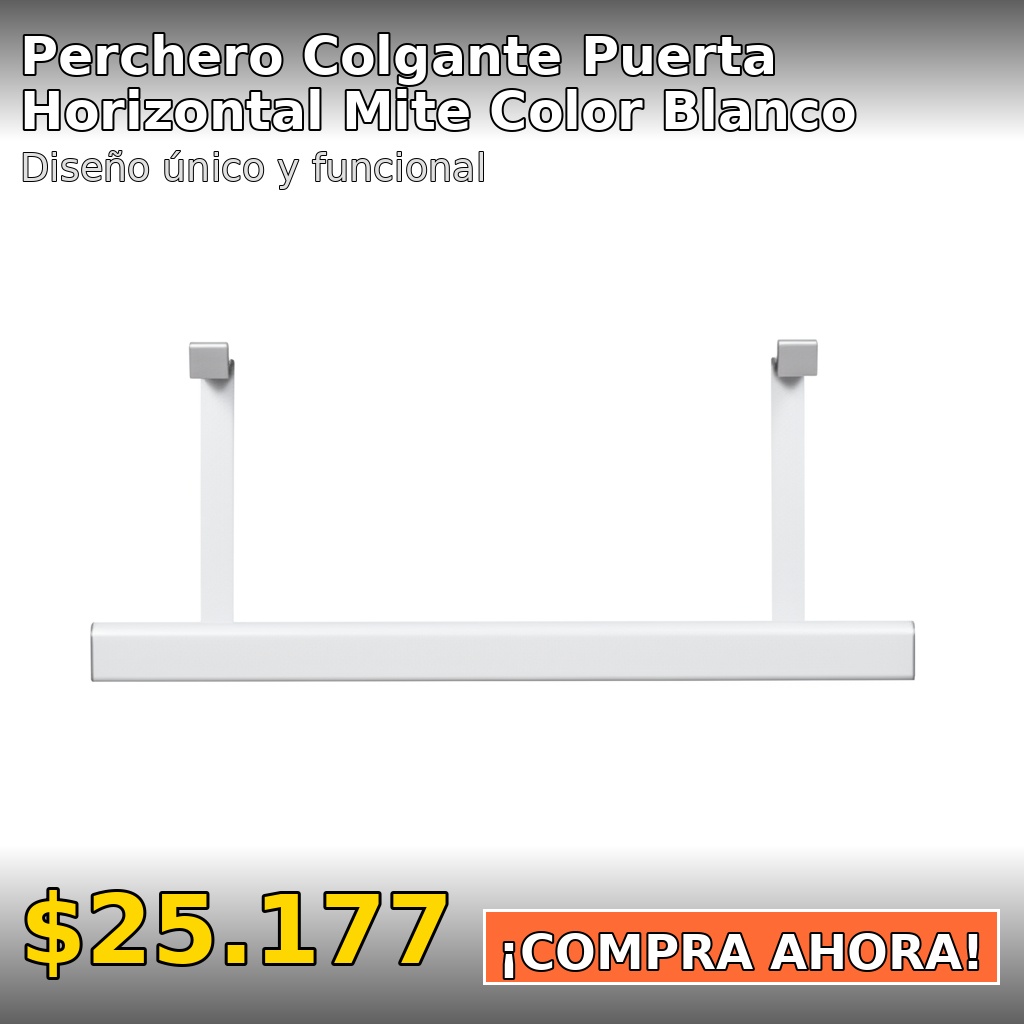 Perchero Colgante Puerta
Horizontal Mite Color Blanco
Diseño único y funcional
$25.177
¡COMPRA AHORA!